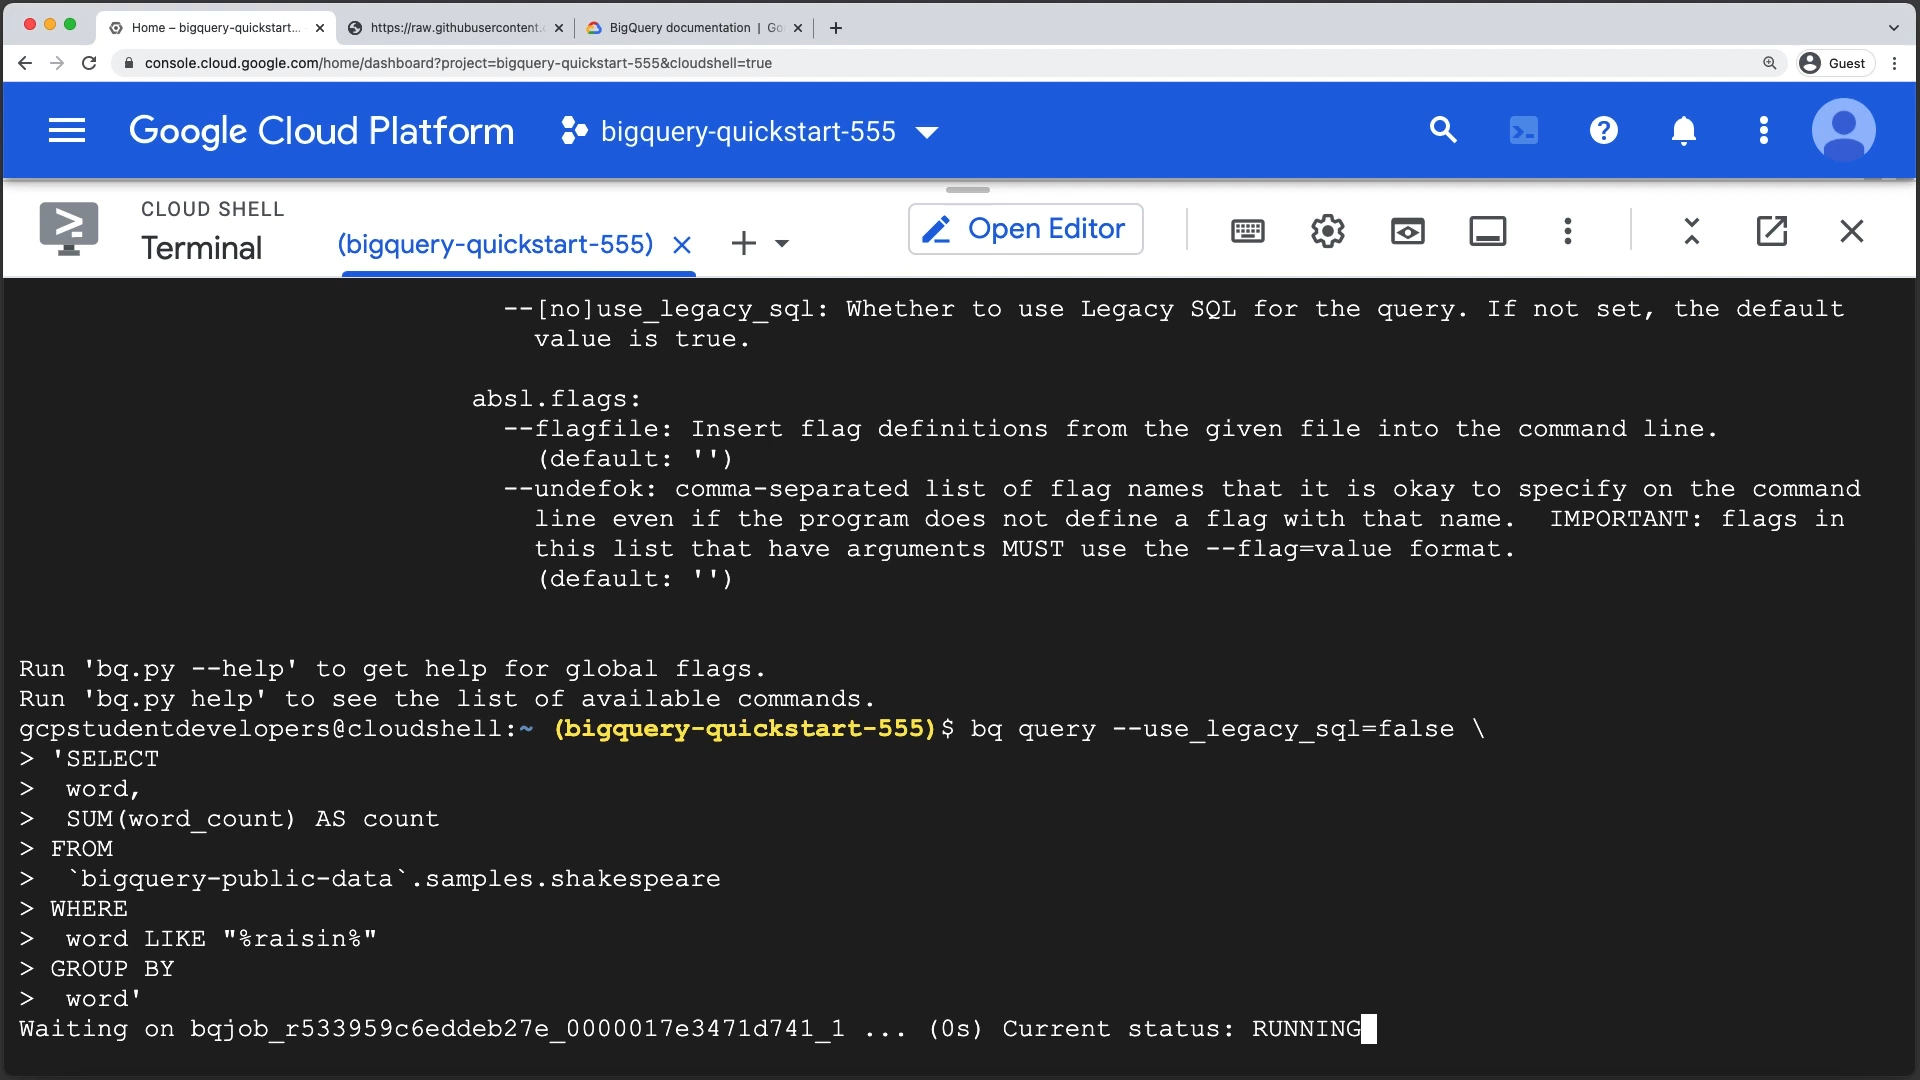 Home – bigquery-quickstart...
https://raw.githubusercontent.c
BigQuery documentation | Go
console.cloud.google.com/home/dashboard?project=bigquery-quickstart-555&cloudshell=true
Guest
Google Cloud Platform
bigquery-quickstart-555
CLOUD SHELL
Terminal
(bigquery-quickstart-555)
Open Editor
--[no]use_legacy_sql: Whether to use Legacy SQL for the query. If not set, the default
value is true.
absl.flags:
--flagfile: Insert flag definitions from the given file into the command line.
(default: '')
--undefok: comma-separated list of flag names that it is okay to specify on the command
line even if the program does not define a flag with that name.  IMPORTANT: flags in
this list that have arguments MUST use the --flag=value format.
(default: '')
Run 'bq.py --help' to get help for global flags.
Run 'bq.py help' to see the list of available commands.
gcpstudentdevelopers@cloudshell:~ (bigquery-quickstart-555)$ bq query --use_legacy_sql=false \
> 'SELECT
>  word,
>  SUM(word_count) AS count
> FROM
>  `bigquery-public-data`.samples.shakespeare
> WHERE
>  word LIKE "%raisin%"
> GROUP BY
>  word'
Waiting on bqjob_r533959c6eddeb27e_0000017e3471d741_1 ... (0s) Current status: RUNNING